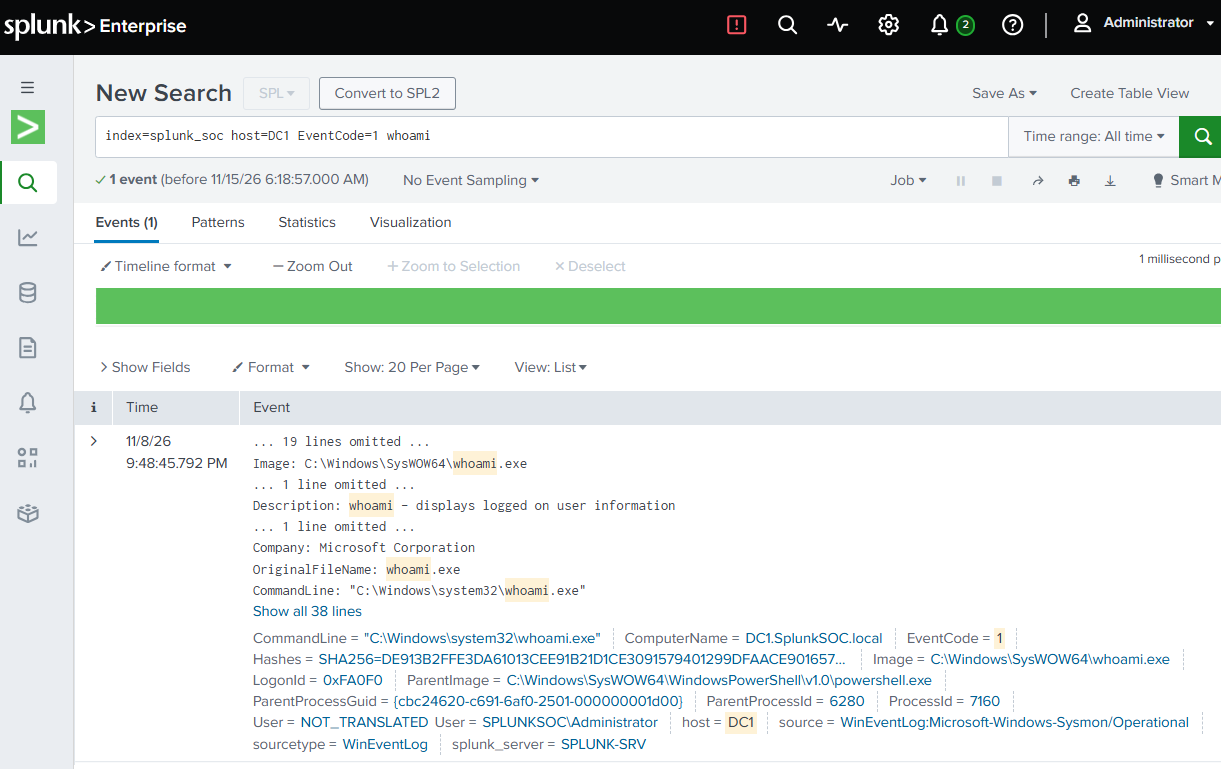 splunk> Enterprise
2
Administrator
New Search
SPL
Convert to SPL2
Save As
Create Table View
index=splunk_soc host=DC1 EventCode=1 whoami
Time range: All time
1 event (before 11/15/26 6:18:57.000 AM)
No Event Sampling
Job
Smart M
Events (1)
Patterns
Statistics
Visualization
Timeline format
— Zoom Out
+ Zoom to Selection
× Deselect
1 millisecond p
> Show Fields
Format
Show: 20 Per Page
View: List
i
Time
Event
11/8/26
9:48:45.792 PM
... 19 lines omitted ...
Image: C:\Windows\SysWOW64\whoami.exe
... 1 line omitted ...
Description: whoami - displays logged on user information
... 1 line omitted ...
Company: Microsoft Corporation
OriginalFileName: whoami.exe
CommandLine: "C:\Windows\system32\whoami.exe"
Show all 38 lines
CommandLine = "C:\Windows\system32\whoami.exe" ComputerName = DC1.SplunkSOC.local EventCode = 1
Hashes = SHA256=DE913B2FFE3DA61013CEE91B21D1CE3091579401299DFAACE901657... Image = C:\Windows\SysWOW64\whoami.exe
LogonId = 0xFA0F0 ParentImage = C:\Windows\SysWOW64\WindowsPowerShell\v1.0\powershell.exe
ParentProcessGuid = {cbc24620-c691-6af0-2501-000000001d00} ParentProcessId = 6280 ProcessId = 7160
User = NOT_TRANSLATED User = SPLUNKSOC\Administrator host = DC1 source = WinEventLog:Microsoft-Windows-Sysmon/Operational
sourcetype = WinEventLog splunk_server = SPLUNK-SRV